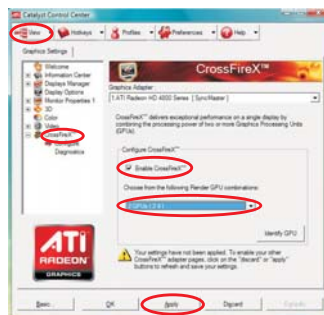 Catalyst Control Center
View Hotkeys Profiles Preferences Help
Graphics Settings
Welcome
Information Center
Displays Manager
Display Options
Monitor Properties 1
3D
Color
Video
CrossFireX
Configure
Diagnostics
CrossFireX™
Graphics Adapter
1.ATI Radeon HD 4800 Series [ SyncMaster ]
CrossFireX™ delivers exceptional performance on a single display by
combining the processing power of two or more Graphics Processing Units
(GPUs).
Configure CrossFireX™
Enable CrossFireX™
Choose from the following Render GPU combinations:
Identify GPU
Your settings have not been applied. To enable your other
CrossFireX™ adapter pages, click on the "discard" or "apply"
buttons to refresh and save your settings.
ATI
RADEON
GRAPHICS
Basic... OK Apply Discard